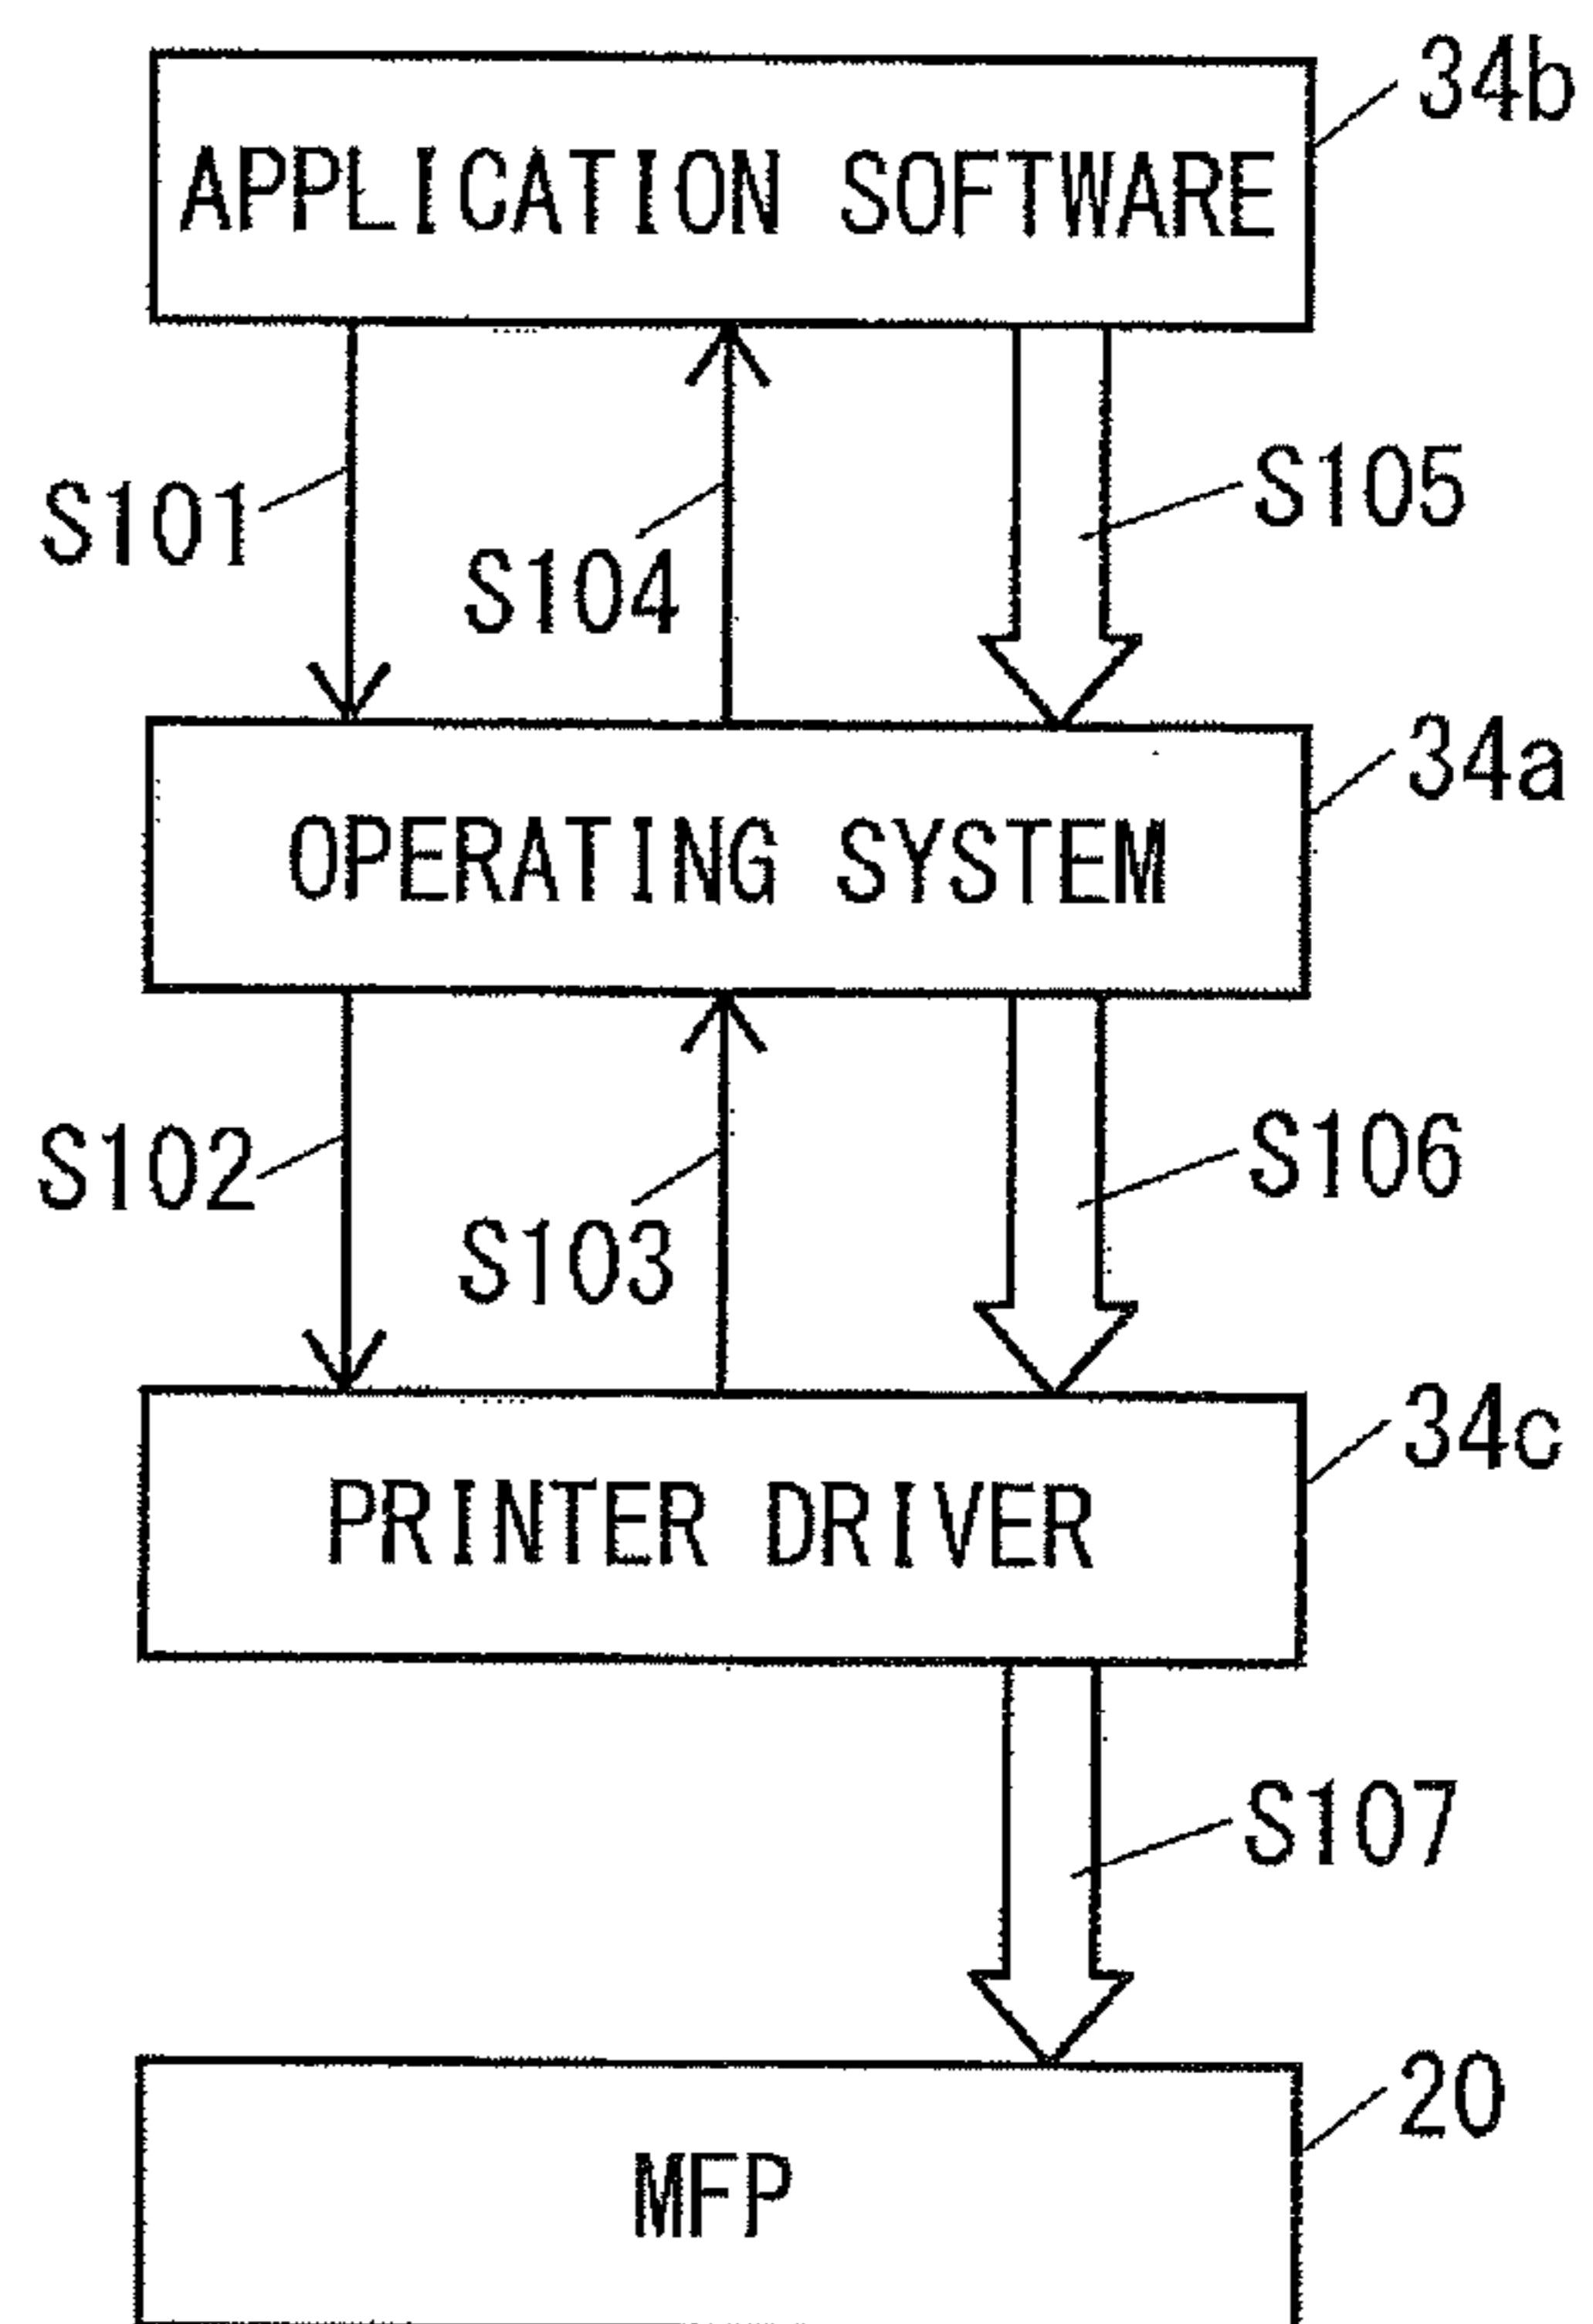 34b
APPLICATION SOFTWARE
S101
S104
S105
34a
OPERATING SYSTEM
S102
S103
S106
34c
PRINTER DRIVER
S107
20
MFP